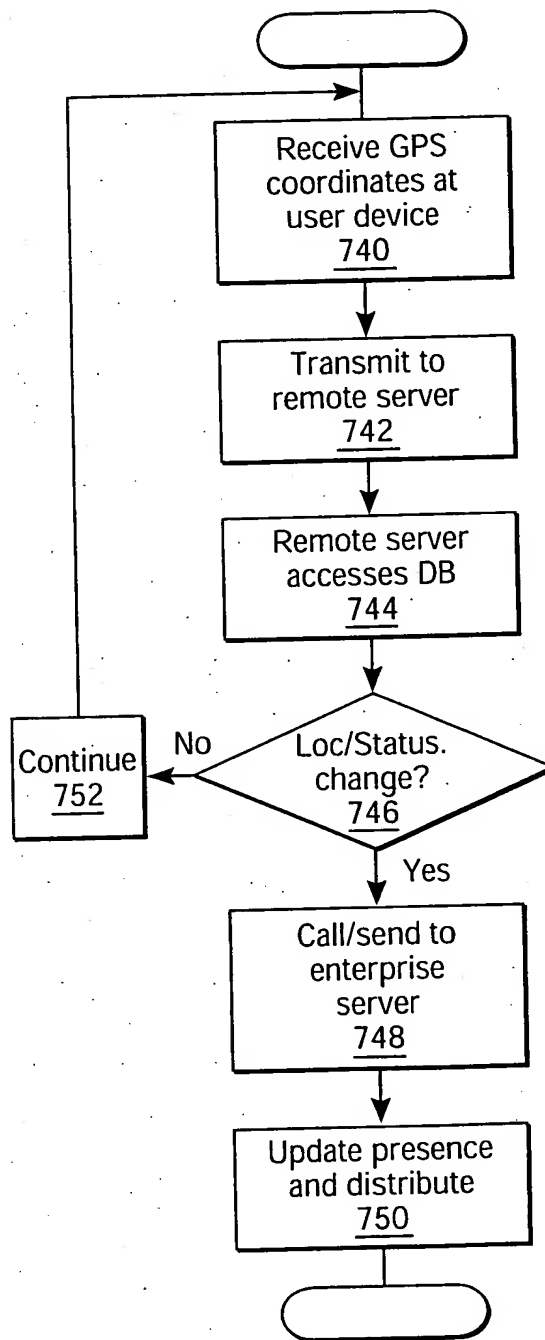 Receive GPS
coordinates at
user device
740
Transmit to
remote server
742
Remote server
accesses DB
744
Loc/Status.
change?
746
No
Continue
752
Yes
Call/send to
enterprise
server
748
Update presence
and distribute
750